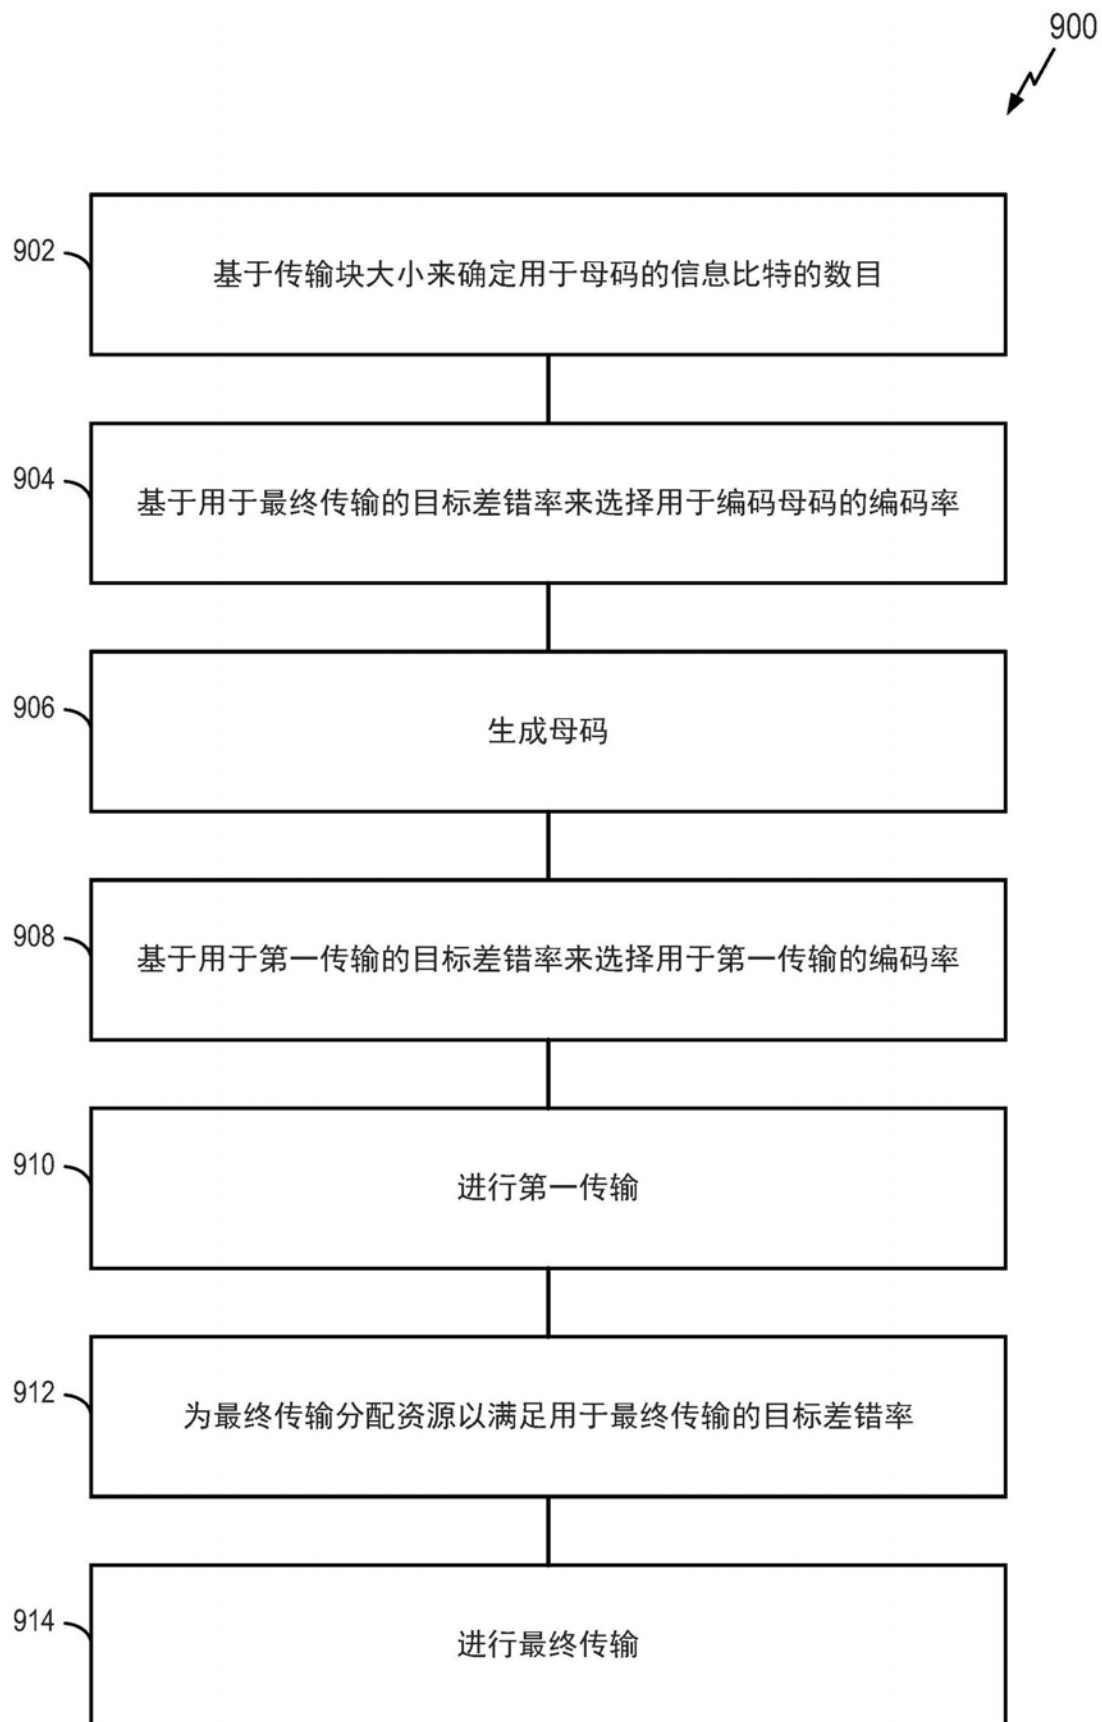 900
902
基于传输块大小来确定用于母码的信息比特的数目
904
基于用于最终传输的目标差错率来选择用于编码母码的编码率
906
生成母码
908
基于用于第一传输的目标差错率来选择用于第一传输的编码率
910
进行第一传输
912
为最终传输分配资源以满足用于最终传输的目标差错率
914
进行最终传输